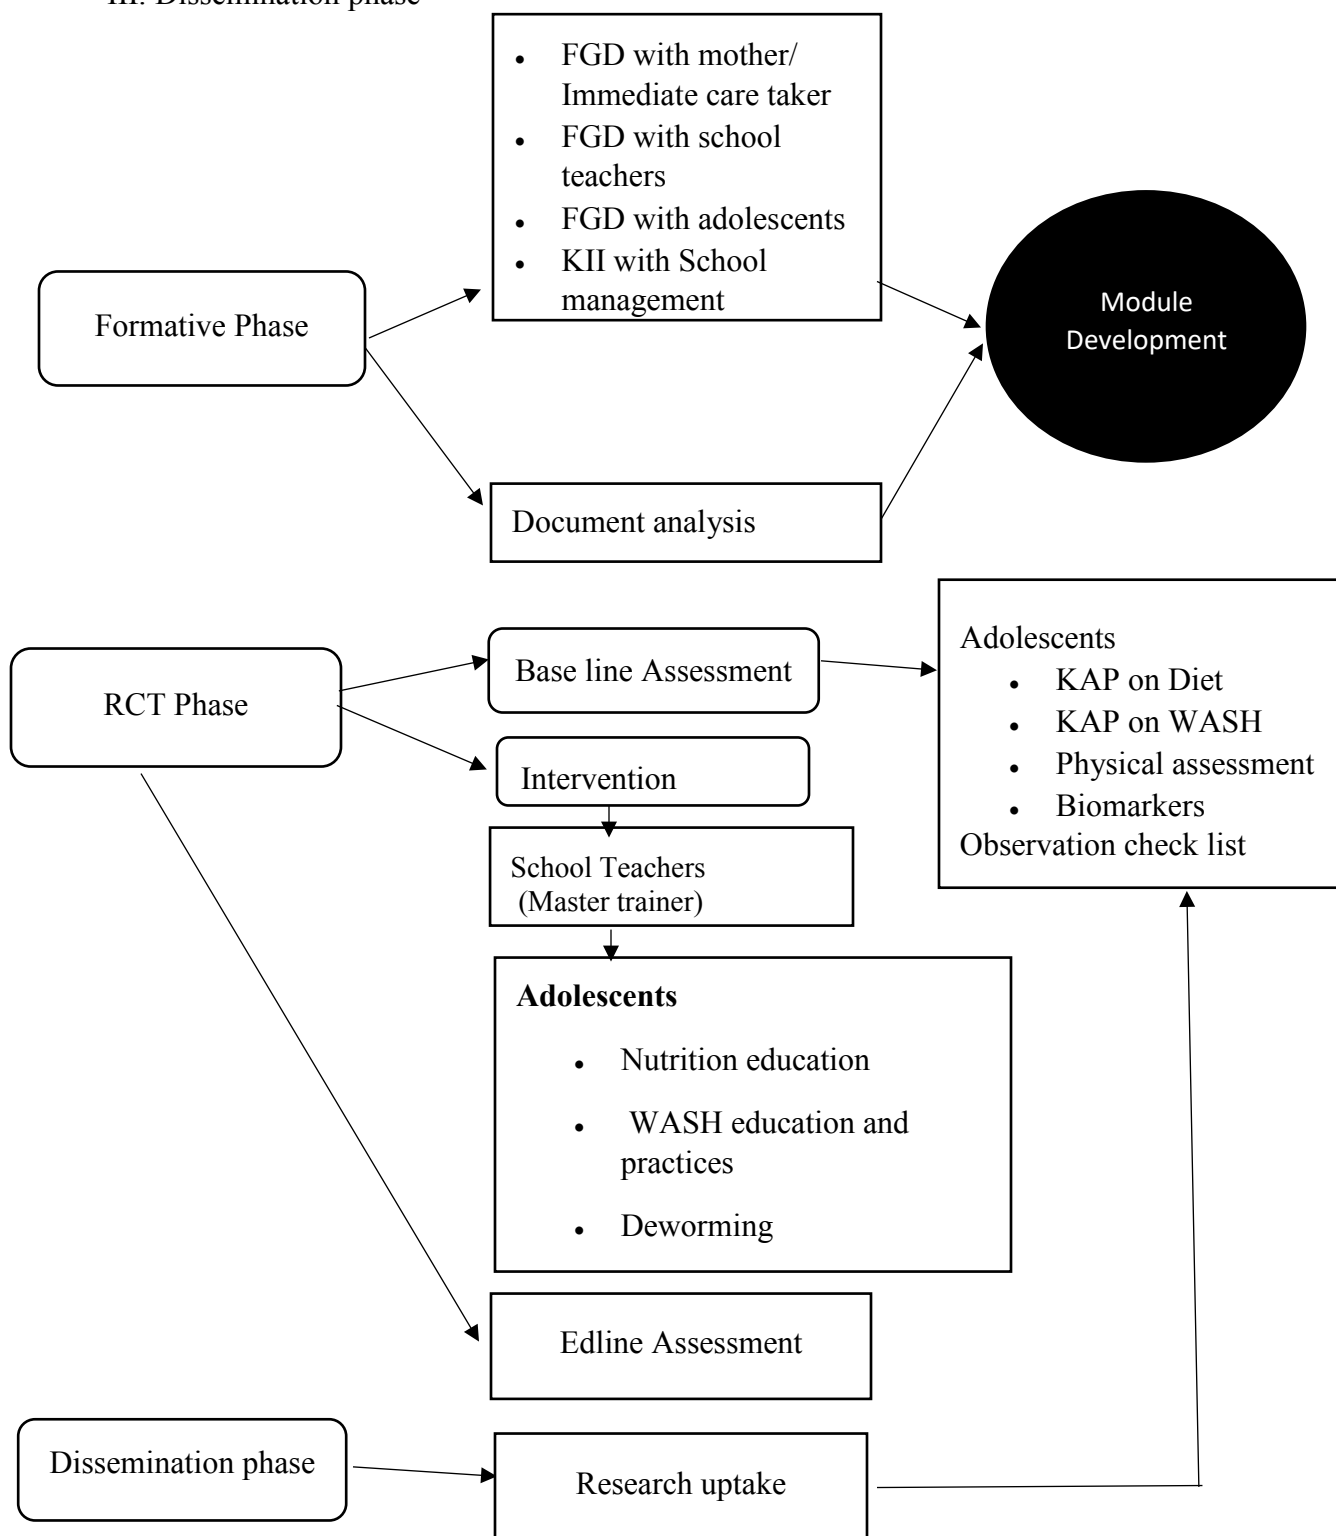 III. Dissemination phase
FGD with mother/
Immediate care taker
FGD with school
teachers
FGD with adolescents
KII with School
management
Formative Phase
Module
Development
Document analysis
RCT Phase
Base line Assessment
Adolescents
KAP on Diet
KAP on WASH
Physical assessment
Biomarkers
Observation check list
Intervention
School Teachers
(Master trainer)
Adolescents
Nutrition education
WASH education and
practices
Deworming
Edline Assessment
Dissemination phase
Research uptake